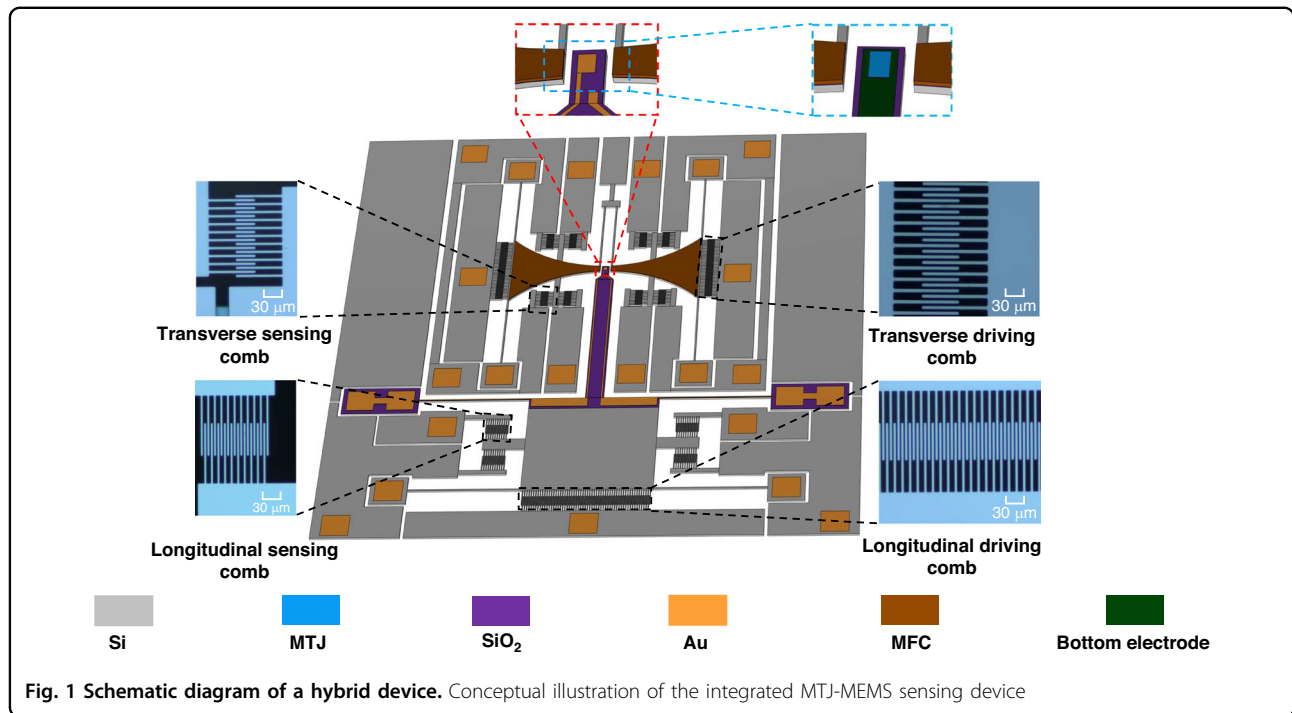 30 µm
Transverse sensing
comb
30 µm
Transverse driving
comb
30 µm
Longitudinal sensing
comb
30 µm
Longitudinal driving
comb
Si
MTJ
SiO₂
Au
MFC
Bottom electrode
Fig. 1 Schematic diagram of a hybrid device. Conceptual illustration of the integrated MTJ-MEMS sensing device